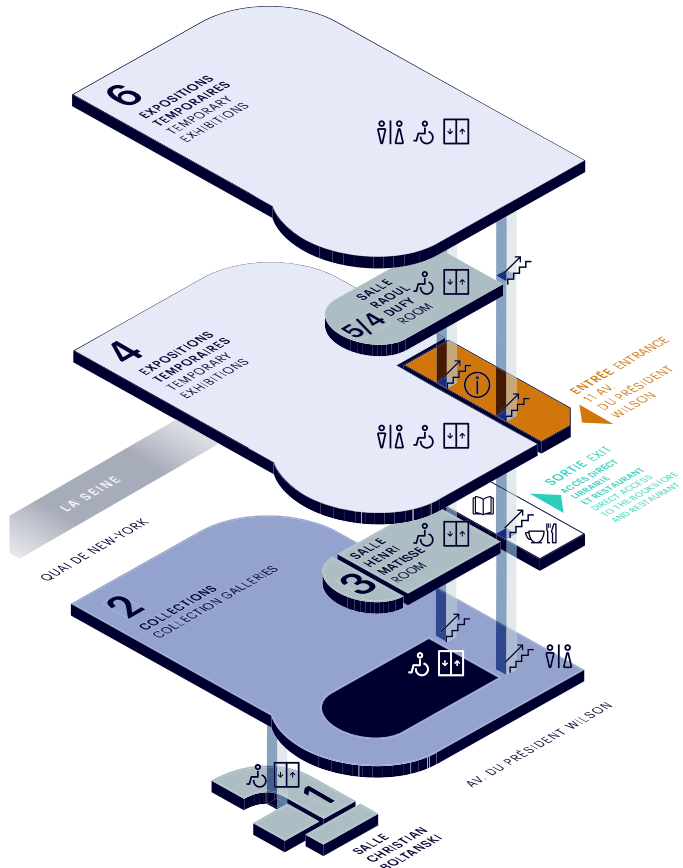 6
EXPOSITIONS
TEMPORAIRES
TEMPORARY
EXHIBITIONS
SALLE
RAOUL
DUFY
ROOM
5/4
4
EXPOSITIONS
TEMPORAIRES
TEMPORARY
EXHIBITIONS
i
ENTRÉE ENTRANCE
11 AV.
DU PRÉSIDENT
WILSON
SORTIE EXIT
ACCÈS DIRECT
LIBRAIRIE
ET RESTAURANT
DIRECT ACCESS
TO THE BOOKSTORE
AND RESTAURANT
LA SEINE
QUAI DE NEW-YORK
SALLE
HENRI
MATISSE
ROOM
3
2
COLLECTIONS
COLLECTION GALLERIES
AV. DU PRÉSIDENT WILSON
1
SALLE
CHRISTIAN
BOLTANSKI